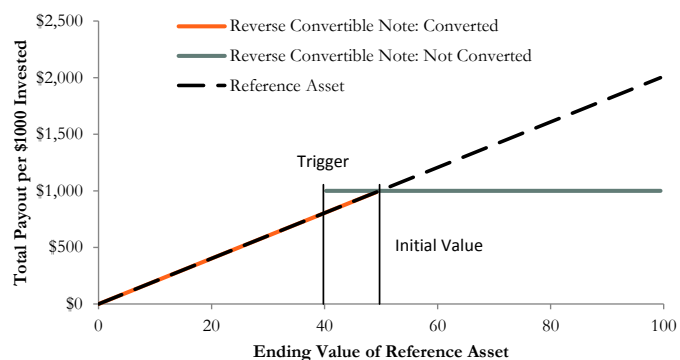 Total Payout per $1000 Invested
$2,500
$2,000
$1,500
$1,000
$500
$0
Reverse Convertible Note: Converted
Reverse Convertible Note: Not Converted
Reference Asset
Trigger
Initial Value
0 20 40 60 80 100
Ending Value of Reference Asset